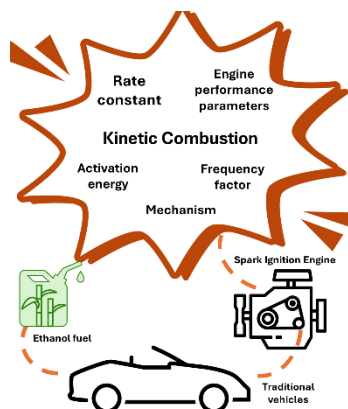 Rate
constant
Engine
performance
parameters
Kinetic Combustion
Activation
energy
Frequency
factor
Mechanism
Spark Ignition Engine
Ethanol fuel
Traditional
vehicles